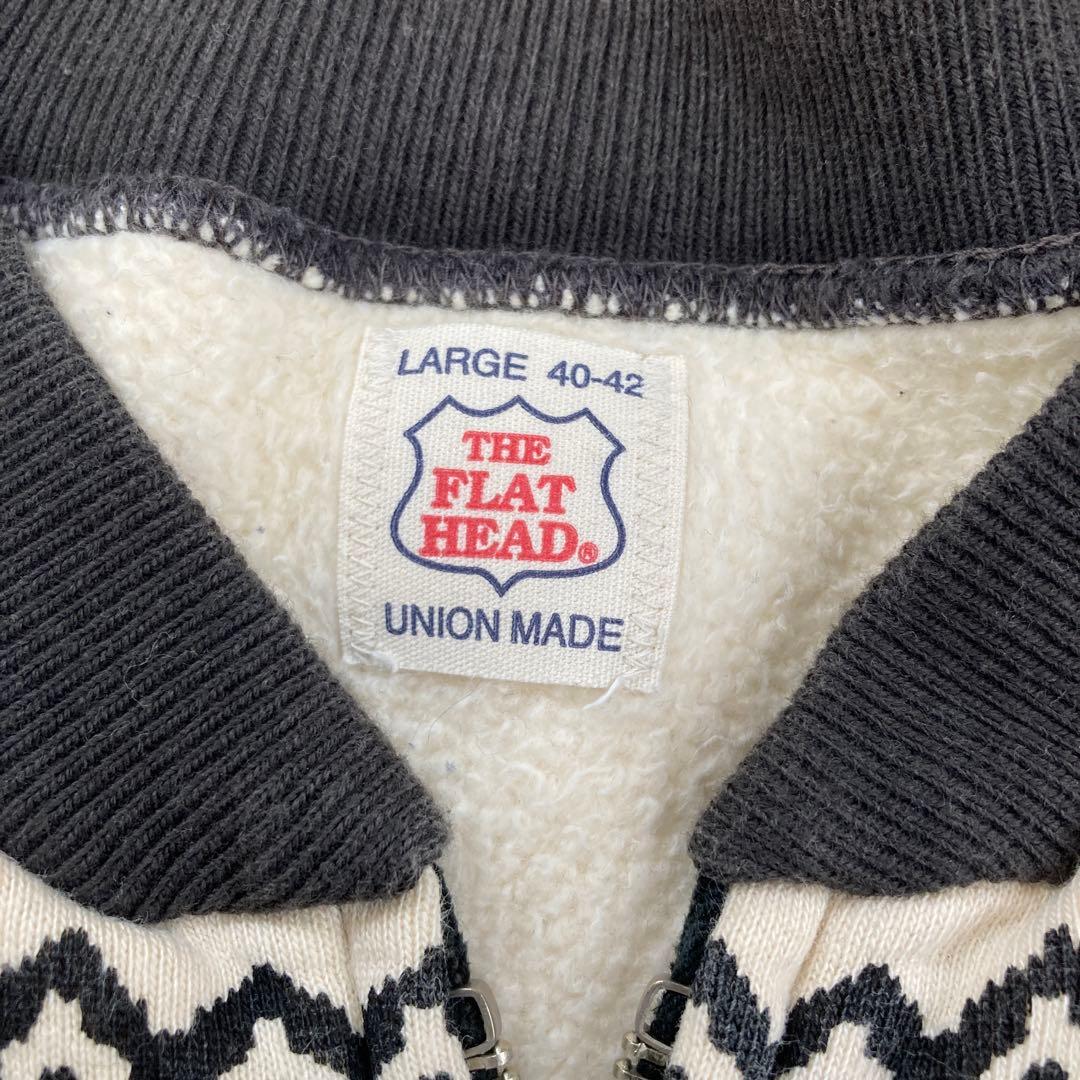 LARGE 40-42
THE
FLAT
HEAD®
UNION MADE